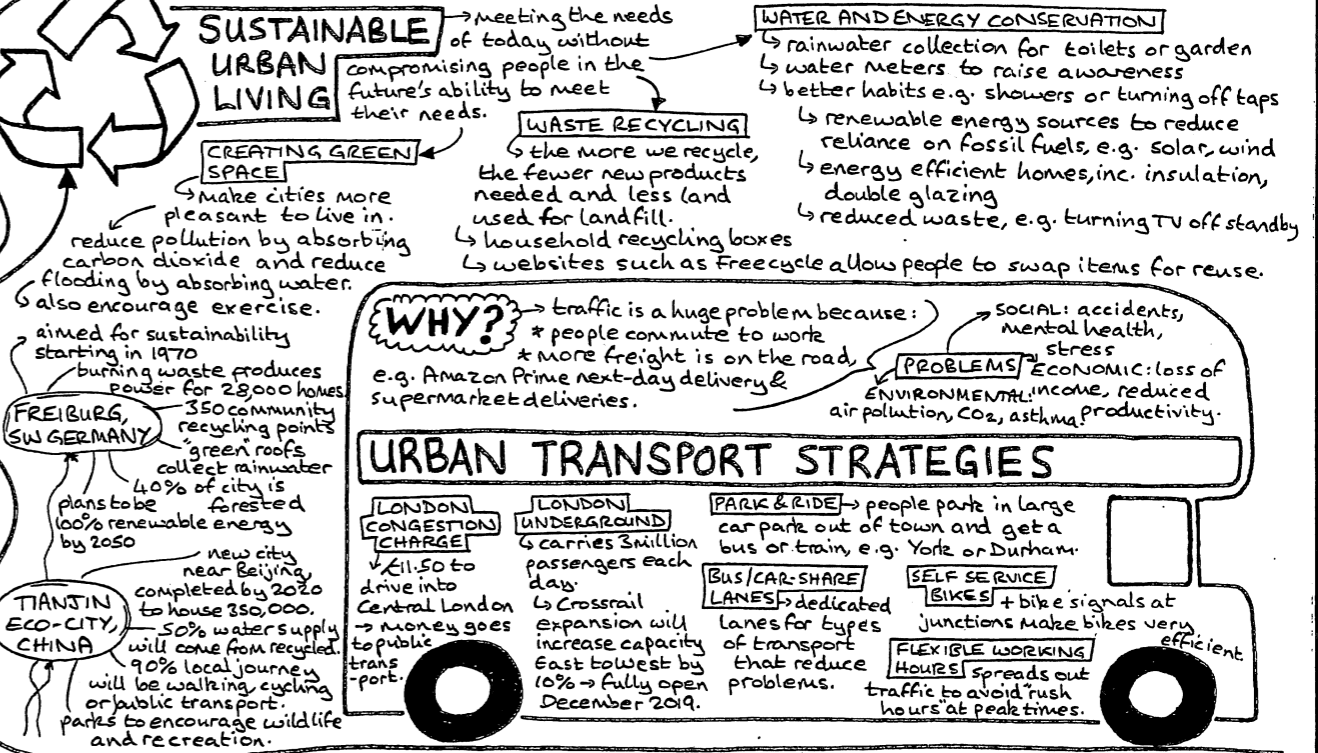 SUSTAINABLE
URBAN
LIVING
→ meeting the needs
of today without
compromising people in the
future's ability to meet
their needs.
WATER AND ENERGY CONSERVATION
↳ rainwater collection for toilets or garden
↳ water meters to raise awareness
↳ better habits e.g. showers or turning off taps
↳ renewable energy sources to reduce
reliance on fossil fuels, e.g. solar, wind
↳ energy efficient homes, inc. insulation,
double glazing
↳ reduced waste, e.g. turning TV off standby
WASTE RECYCLING
↳ the more we recycle,
the fewer new products
needed and less land
used for landfill.
↳ household recycling boxes
↳ websites such as Freecycle allow people to swap items for reuse.
CREATING GREEN
SPACE
↳ make cities more
pleasant to live in.
reduce pollution by absorbing
carbon dioxide and reduce
flooding by absorbing water.
also encourage exercise.
FREIBURG,
SW GERMANY
aimed for sustainability
starting in 1970
burning waste produces
power for 28,000 homes
350 community
recycling points
"green" roofs
collect rainwater
40% of city is
forested
plans to be
100% renewable energy
by 2050
TIANJIN
ECO-CITY,
CHINA
new city
near Beijing,
completed by 2020
to house 350,000.
50% water supply
will come from recycled.
90% local journey
will be walking cycling
or public transport.
parks to encourage wildlife
and recreation.
WHY?
→ traffic is a huge problem because:
* people commute to work
* more freight is on the road,
e.g. Amazon Prime next-day delivery &
supermarket deliveries.
PROBLEMS
SOCIAL: accidents,
mental health,
stress
ECONOMIC: loss of
income, reduced
productivity.
ENVIRONMENTAL:
air pollution, CO2, asthma.
URBAN TRANSPORT STRATEGIES
LONDON
CONGESTION
CHARGE
£11.50 to
drive into
Central London
→ money goes
to public
trans
-port.
LONDON
UNDERGROUND
↳ carries 3million
passengers each
day.
↳ Crossrail
expansion will
increase capacity
East to West by
10% → fully open
December 2019.
PARK & RIDE → people park in large
car park out of town and get a
bus or train, e.g. York or Durham.
BUS/CAR-SHARE
LANES ↳ dedicated
lanes for types
of transport
that reduce
problems.
SELF SERVICE
BIKES + bike signals at
junctions make bikes very
efficient
FLEXIBLE WORKING
HOURS spreads out
traffic to avoid "rush
hours" at peak times.